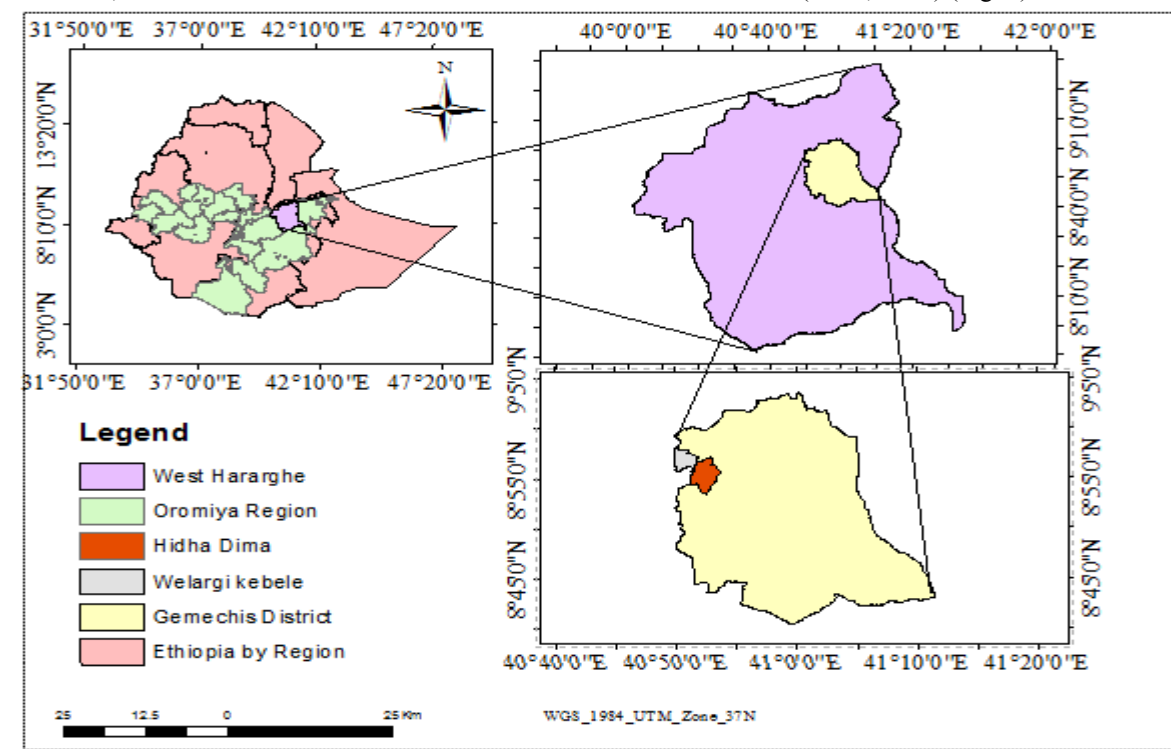 31°50'0"E 37°0'0"E 42°10'0"E 47°20'0"E
40°0'0"E 40°40'0"E 41°20'0"E 42°0'0"E
N
13°20'0"N
8°10'0"N
3°0'0"N
9°10'0"N
8°40'0"N
8°10'0"N
31°50'0"E 37°0'0"E 42°10'0"E 47°20'0"E
9°5'0"N
8°55'0"N
8°45'0"N
9°5'0"N
8°55'0"N
8°45'0"N
40°40'0"E 40°50'0"E 41°0'0"E 41°10'0"E 41°20'0"E
Legend
West Hararghe
Oromiya Region
Hidha Dima
Welargi kebele
Gemechis District
Ethiopia by Region
25 12.5 0 25 Km
WGS_1984_UTM_Zone_37N